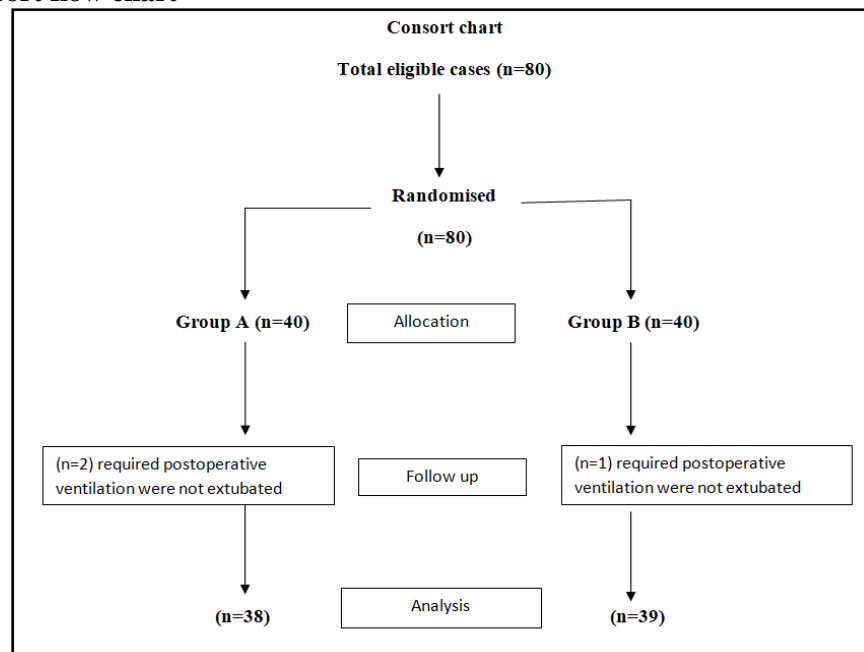 Consort chart
Total eligible cases (n=80)
Randomised
(n=80)
Group A (n=40)
Allocation
Group B (n=40)
(n=2) required postoperative
ventilation were not extubated
Follow up
(n=1) required postoperative
ventilation were not extubated
(n=38)
Analysis
(n=39)